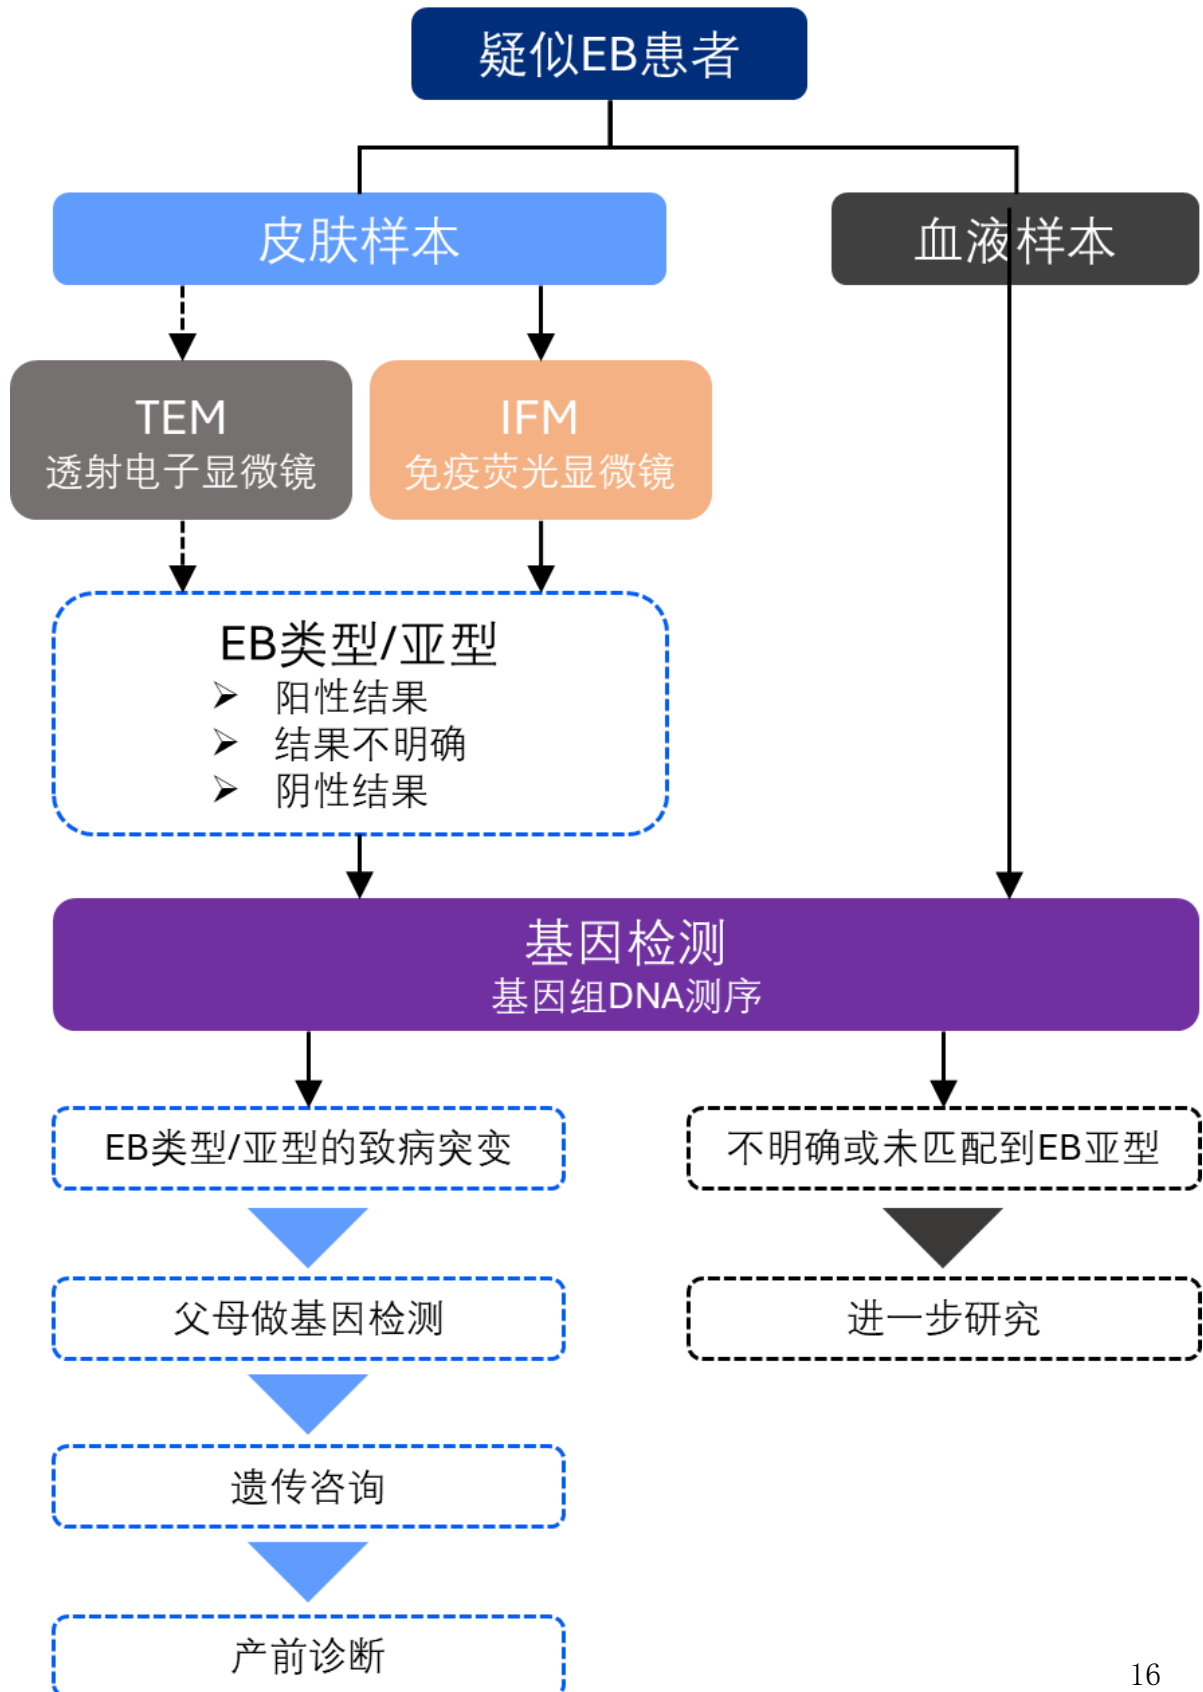 疑似EB患者
皮肤样本
血液样本
TEM
透射电子显微镜
IFM
免疫荧光显微镜
EB类型/亚型
➢ 阳性结果
➢ 结果不明确
➢ 阴性结果
基因检测
基因组DNA测序
EB类型/亚型的致病突变
不明确或未匹配到EB亚型
父母做基因检测
进一步研究
遗传咨询
产前诊断
16